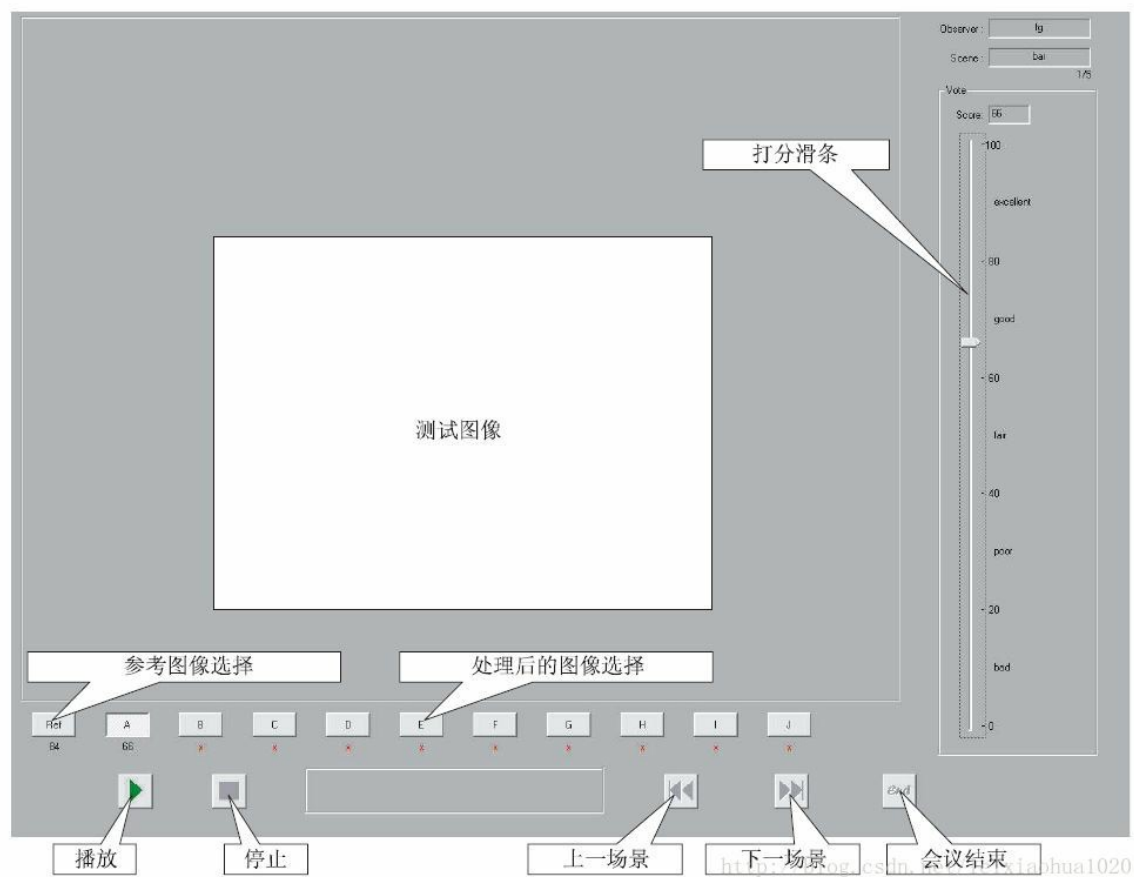 Observer : fg
Scene : bai
1/5
Vote
Score: 66
打分滑条
100
excellent
80
good
测试图像
60
fair
40
poor
20
bad
0
参考图像选择
处理后的图像选择
Ref A B C D E F G H I J
84 66 x x x x x x x x x
end
播放
停止
上一场景
下一场景
会议结束